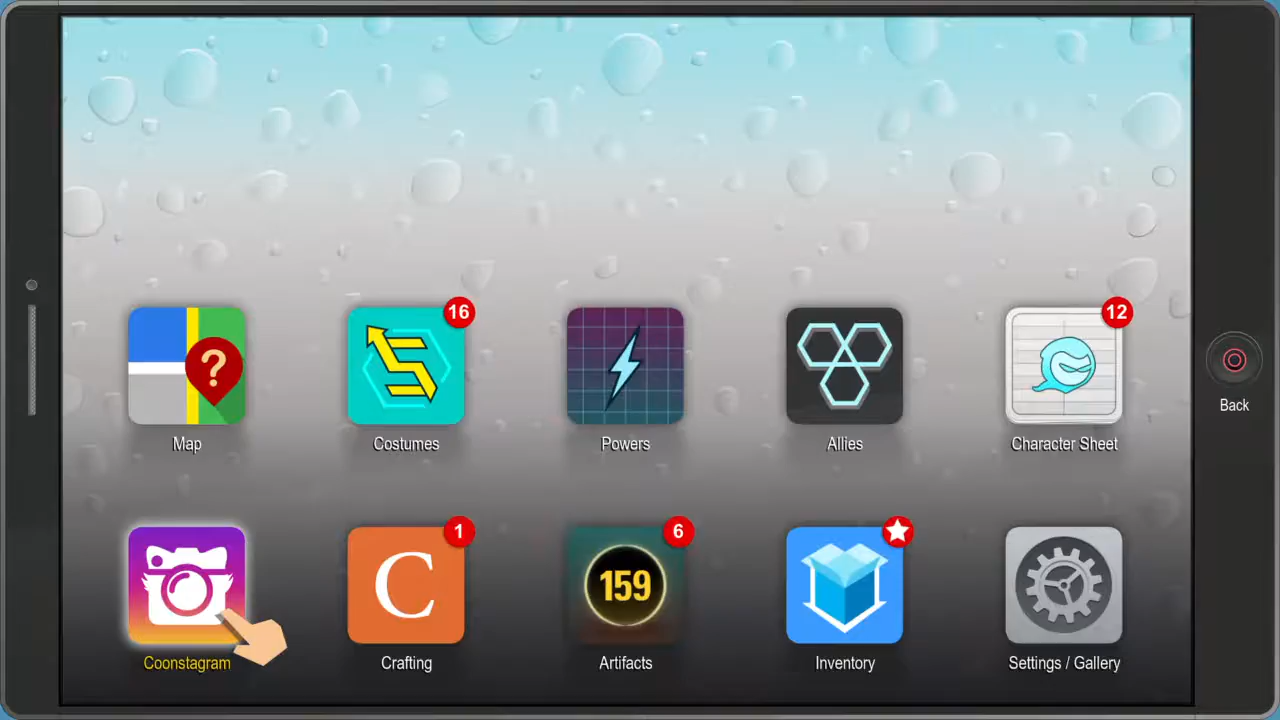 16
12
?
Map
Costumes
Powers
Allies
Character Sheet
Back
1
6
C
159
Coonstagram
Crafting
Artifacts
Inventory
Settings / Gallery